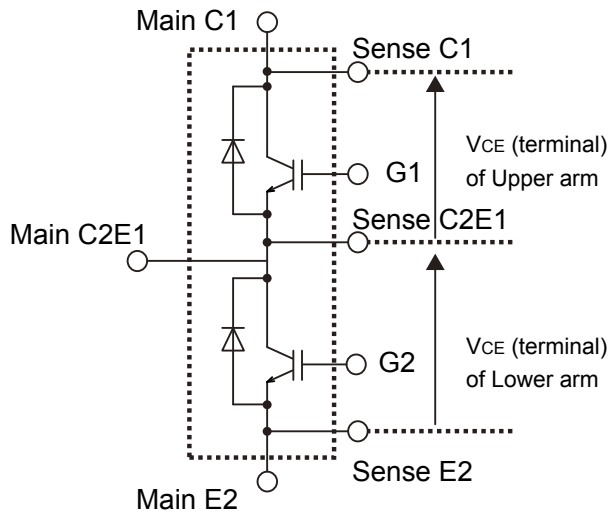 Main C1
Sense C1
VCE (terminal)
of Upper arm
G1
Sense C2E1
Main C2E1
VCE (terminal)
of Lower arm
G2
Sense E2
Main E2